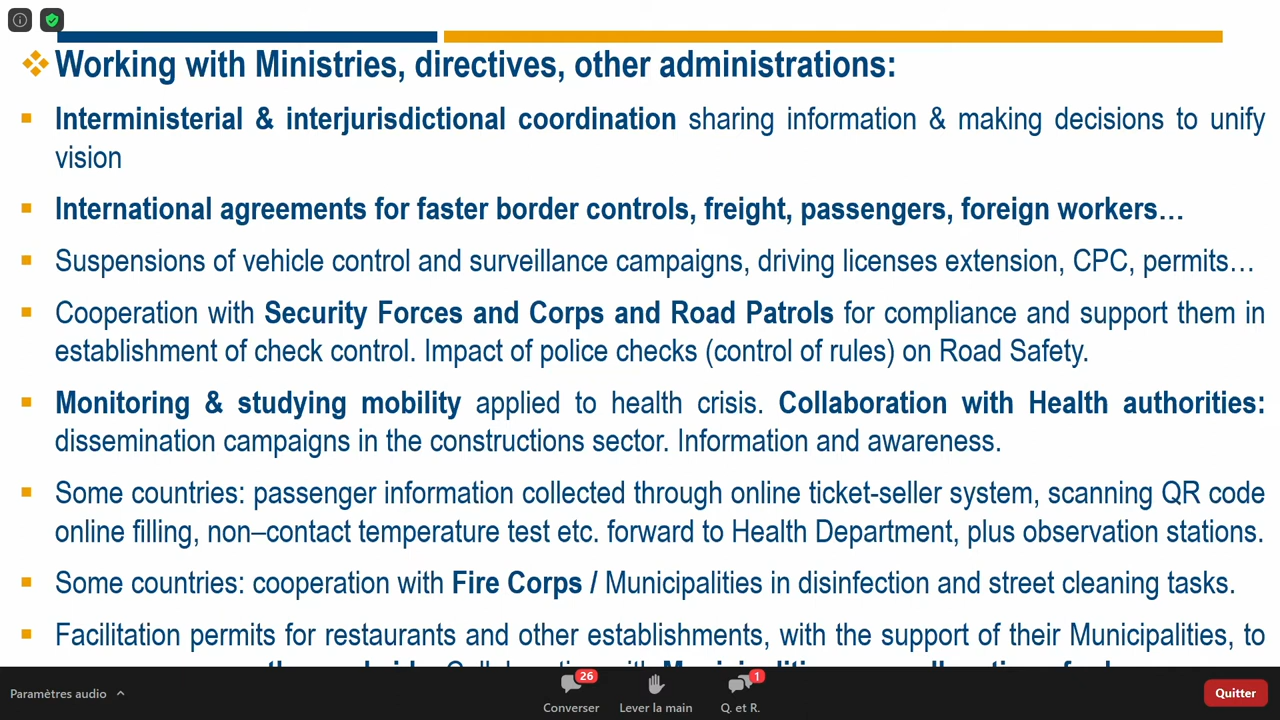 Working with Ministries, directives, other administrations:
Interministerial & interjurisdictional coordination sharing information & making decisions to unify
vision
International agreements for faster border controls, freight, passengers, foreign workers…
Suspensions of vehicle control and surveillance campaigns, driving licenses extension, CPC, permits…
Cooperation with Security Forces and Corps and Road Patrols for compliance and support them in
establishment of check control. Impact of police checks (control of rules) on Road Safety.
Monitoring & studying mobility applied to health crisis. Collaboration with Health authorities:
dissemination campaigns in the constructions sector. Information and awareness.
Some countries: passenger information collected through online ticket-seller system, scanning QR code
online filling, non–contact temperature test etc. forward to Health Department, plus observation stations.
Some countries: cooperation with Fire Corps / Municipalities in disinfection and street cleaning tasks.
Facilitation permits for restaurants and other establishments, with the support of their Municipalities, to
Paramètres audio
26
Converser
Lever la main
1
Q. et R.
Quitter